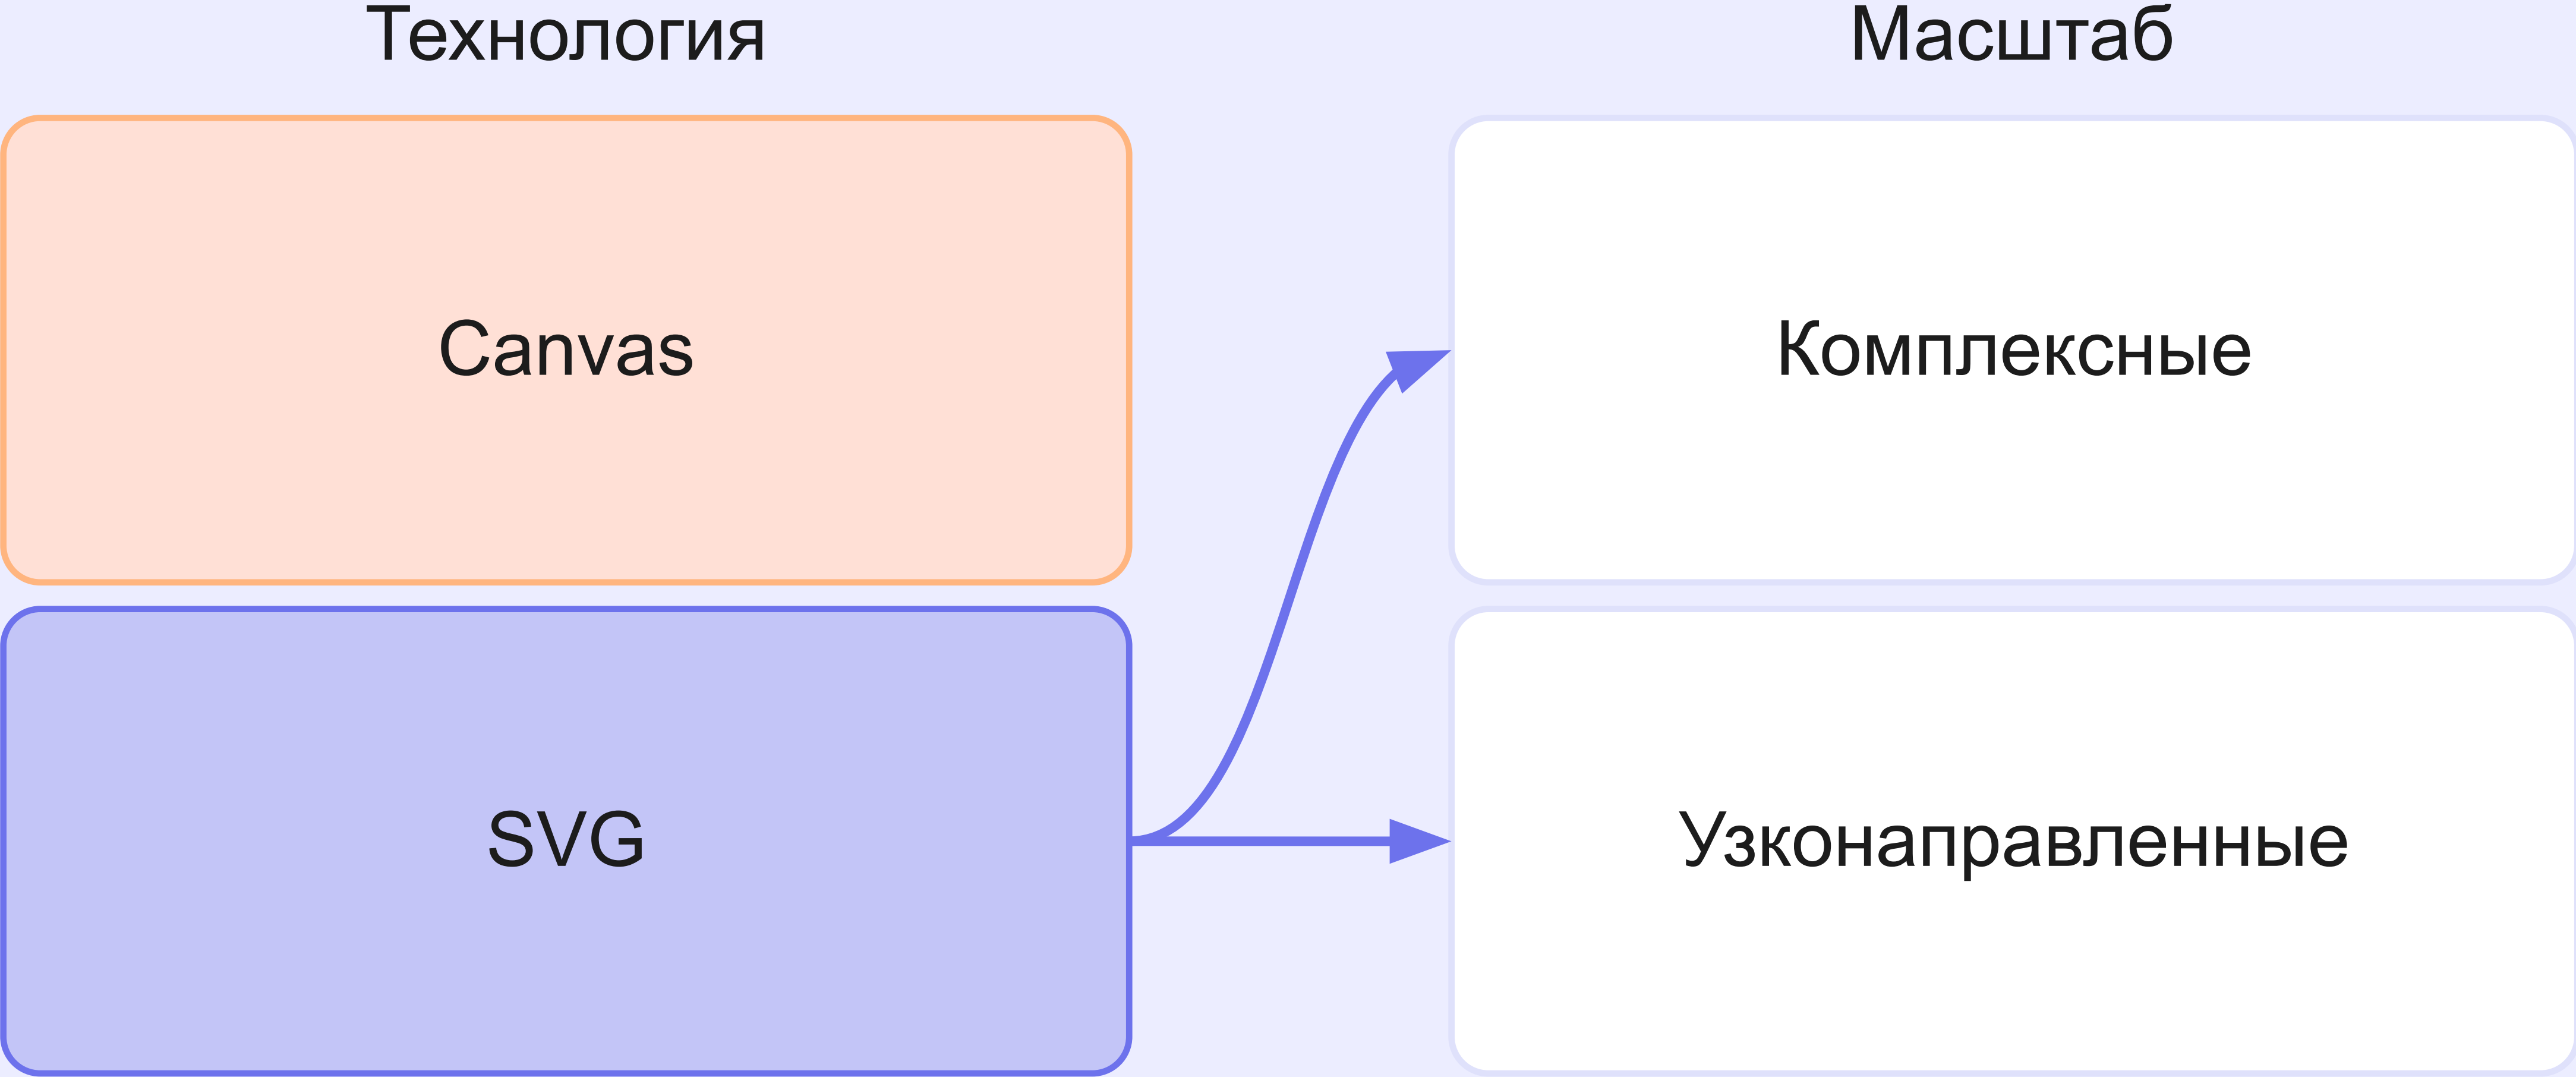 Технология
Масштаб
Canvas
Комплексные
SVG
Узконаправленные